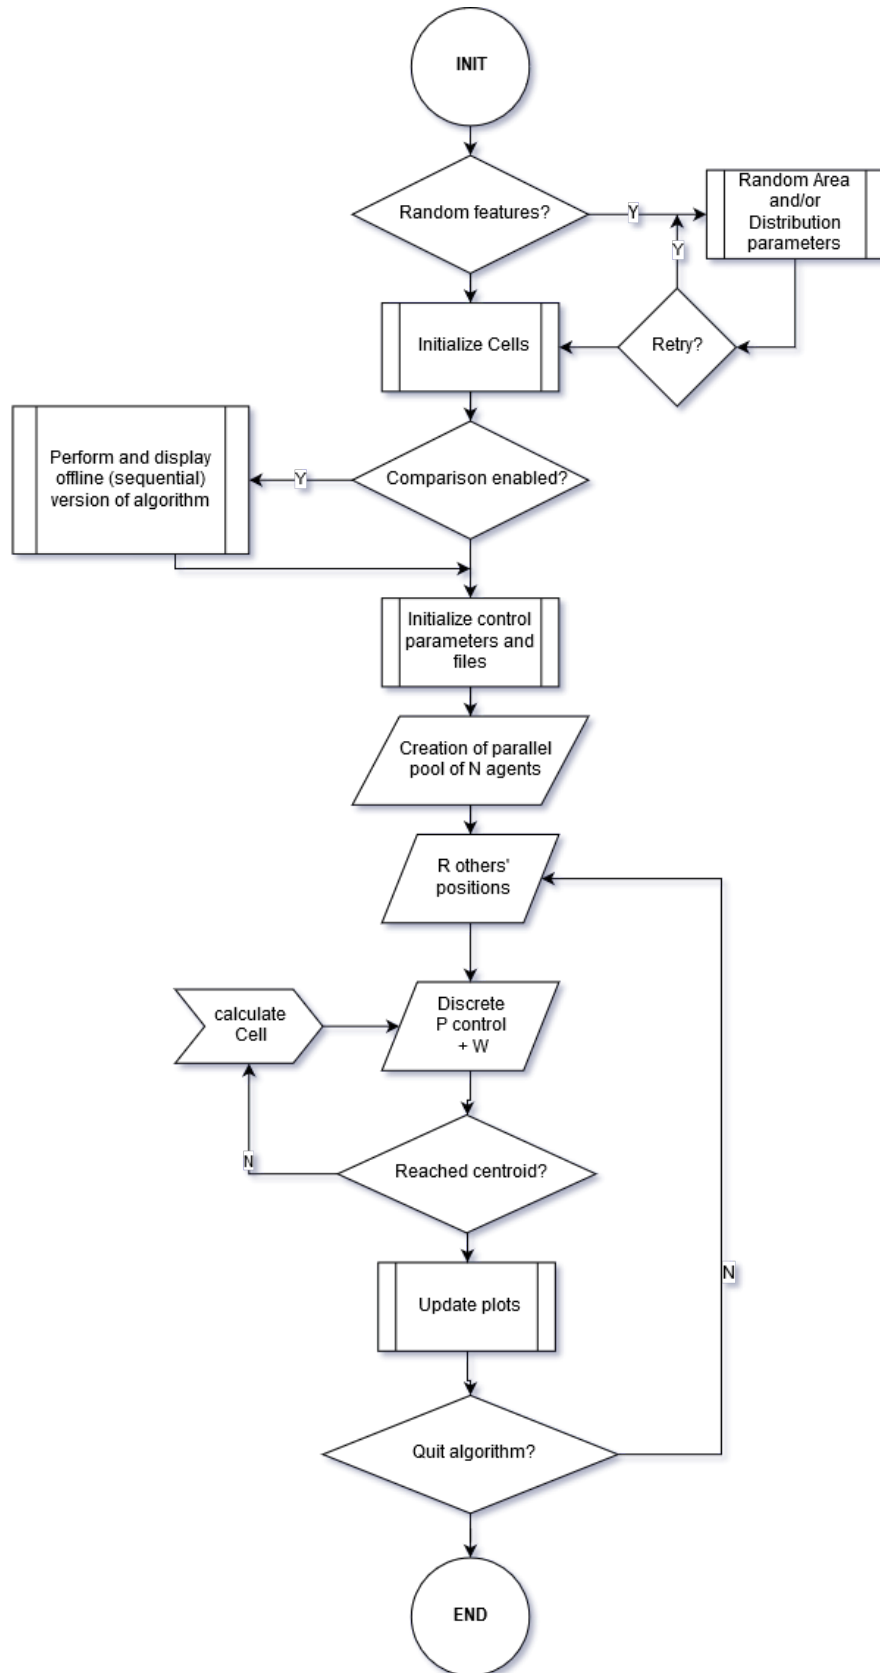 INIT
Random features?
Y
Random Area
and/or
Distribution
parameters
Y
Retry?
Initialize Cells
Comparison enabled?
Y
Perform and display
offline (sequential)
version of algorithm
Initialize control
parameters and
files
Creation of parallel
pool of N agents
R others'
positions
calculate
Cell
Discrete
P control
+ W
Reached centroid?
N
Update plots
N
Quit algorithm?
END